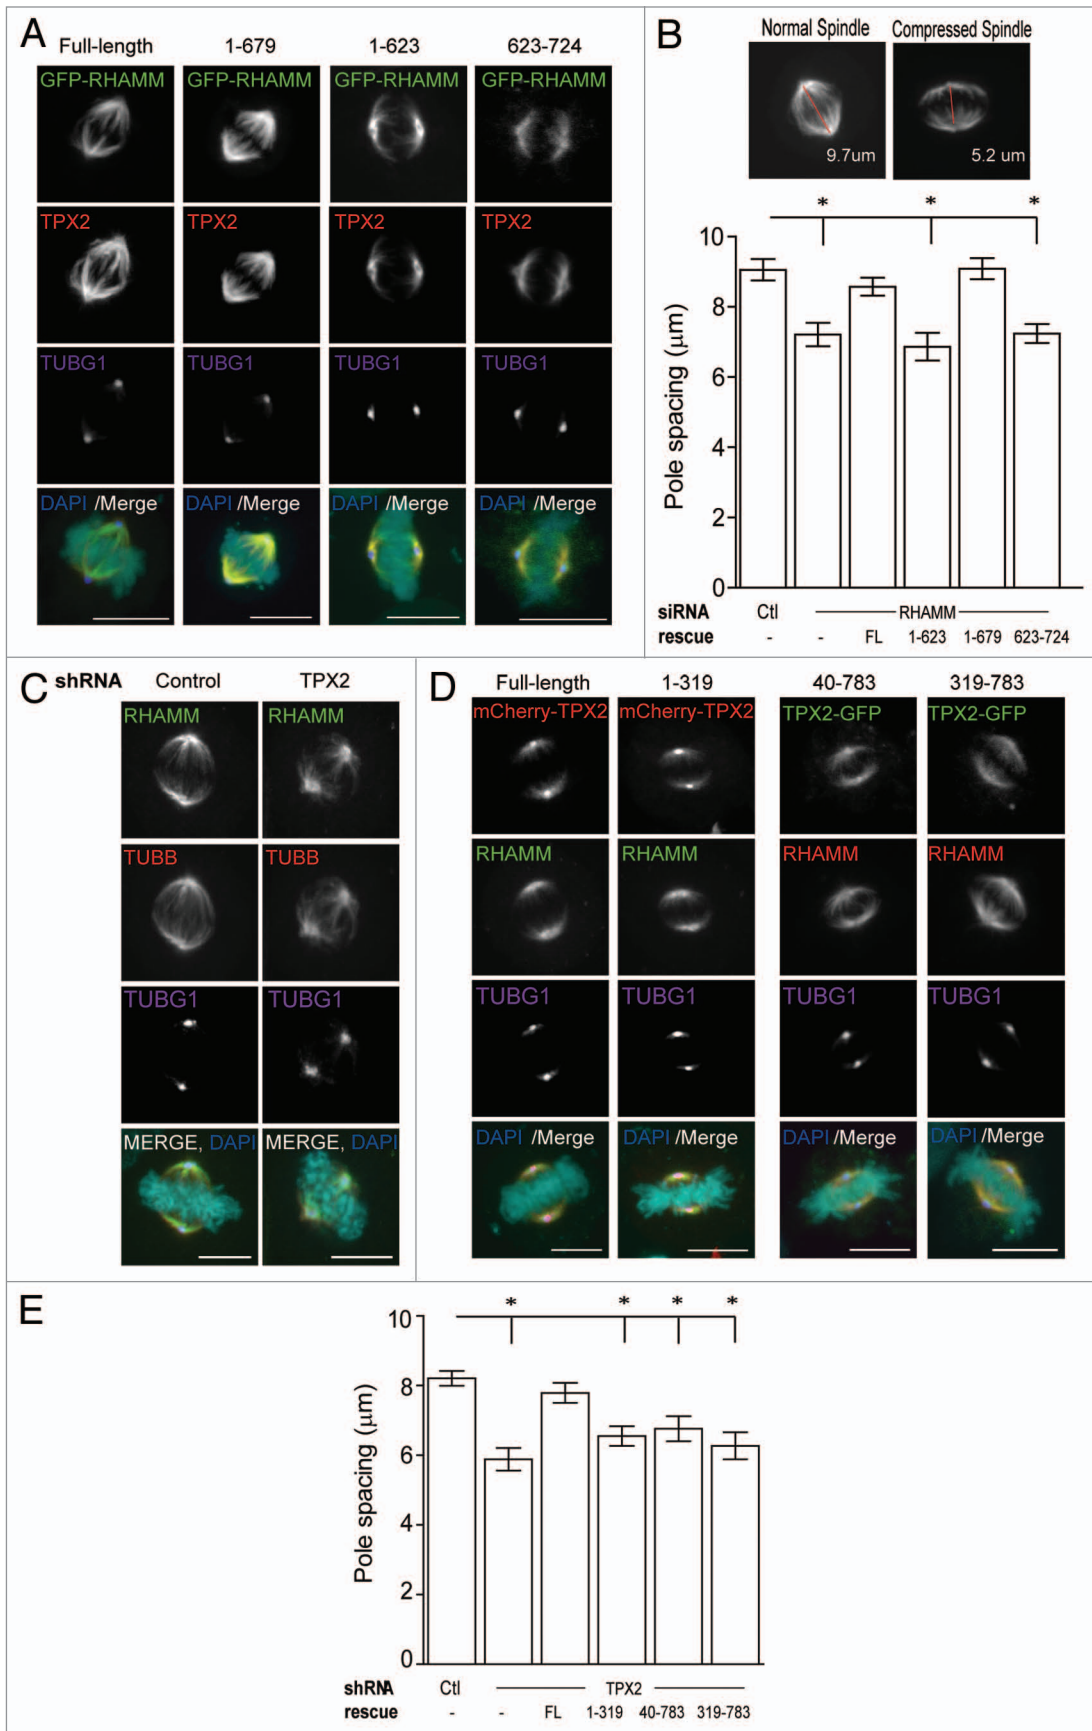 A
Full-length 1-679 1-623 623-724
GFP-RHAMM GFP-RHAMM GFP-RHAMM GFP-RHAMM
TPX2 TPX2 TPX2 TPX2
TUBG1 TUBG1 TUBG1 TUBG1
DAPI /Merge DAPI /Merge DAPI /Merge DAPI /Merge
B
Normal Spindle Compressed Spindle
9.7um 5.2 um
* * *
10
8
6
4
2
0
Pole spacing (μm)
siRNA Ctl RHAMM
rescue - - FL 1-623 1-679 623-724
C
shRNA Control TPX2
RHAMM RHAMM
TUBB TUBB
TUBG1 TUBG1
MERGE, DAPI MERGE, DAPI
D
Full-length 1-319 40-783 319-783
mCherry-TPX2 mCherry-TPX2 TPX2-GFP TPX2-GFP
RHAMM RHAMM RHAMM RHAMM
TUBG1 TUBG1 TUBG1 TUBG1
DAPI /Merge DAPI /Merge DAPI /Merge DAPI /Merge
E
* * * *
10
8
6
4
2
0
Pole spacing (μm)
shRNA Ctl TPX2
rescue - - FL 1-319 40-783 319-783